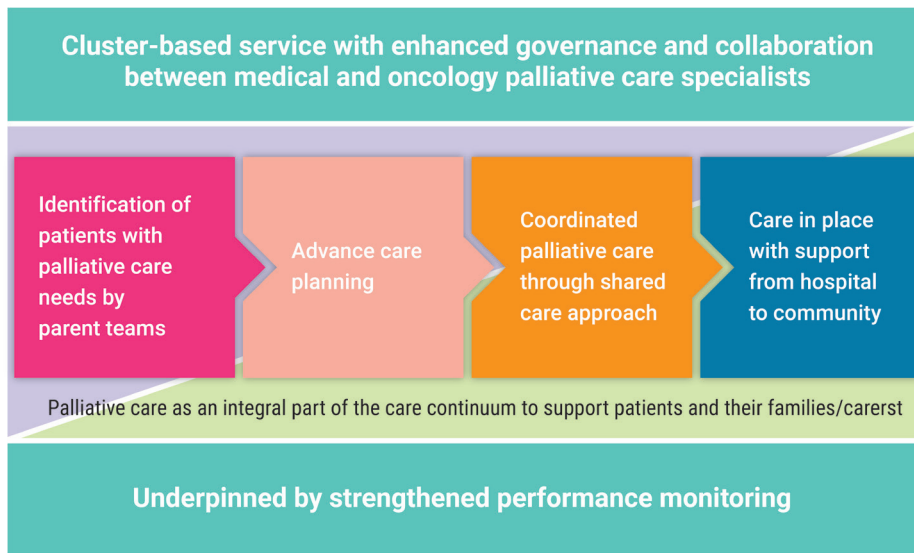 Cluster-based service with enhanced governance and collaboration
between medical and oncology palliative care specialists
Identification of
patients with
palliative care
needs by
parent teams
Advance care
planning
Coordinated
palliative care
through shared
care approach
Care in place
with support
from hospital
to community
Palliative care as an integral part of the care continuum to support patients and their families/carerst
Underpinned by strengthened performance monitoring